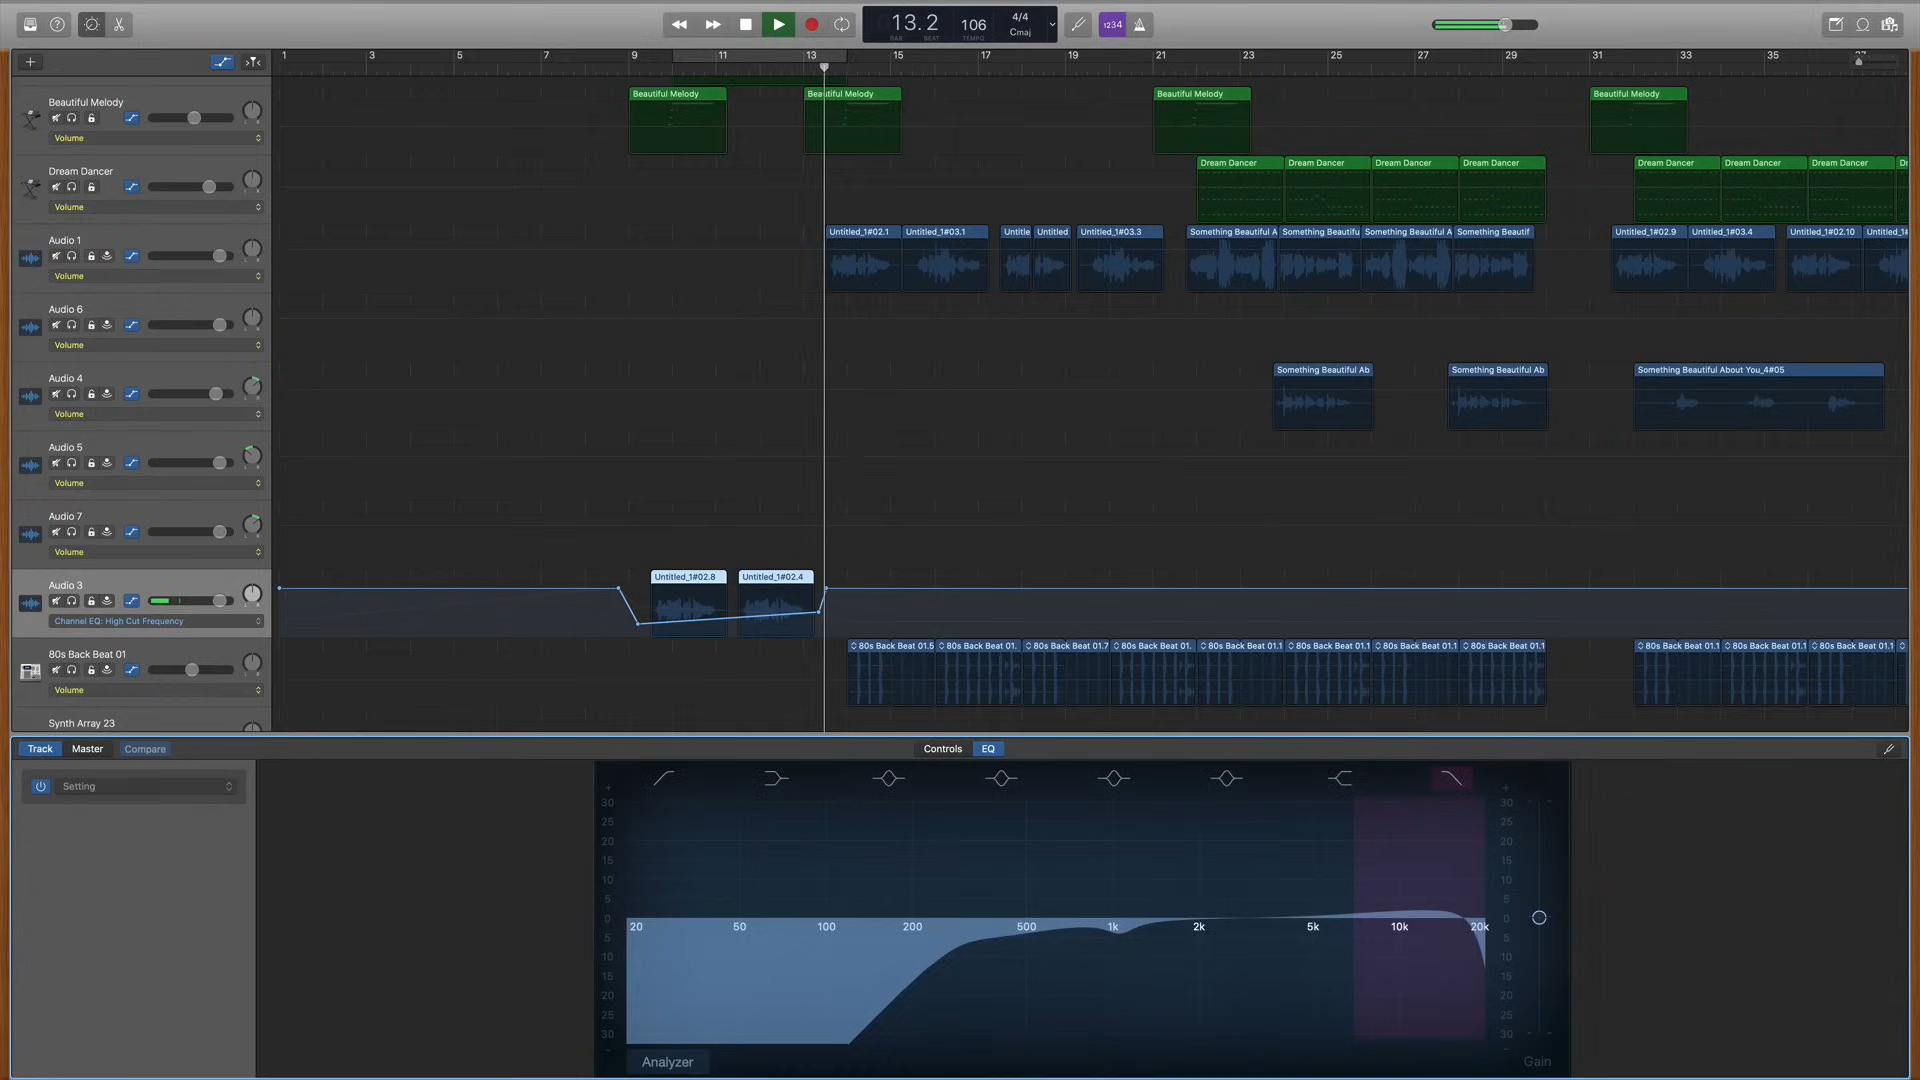 13.2
BAR BEAT
106
TEMPO
4/4
Cmaj
1234
1 3 5 7 9 11 13 15 17 19 21 23 25 27 29 31 33 35
Beautiful Melody
Volume
Beautiful Melody Beautiful Melody Beautiful Melody Beautiful Melody
Dream Dancer
Volume
Dream Dancer Dream Dancer Dream Dancer Dream Dancer Dream Dancer Dream Dancer Dream Dancer
Audio 1
Volume
Untitled_1#02.1 Untitled_1#03.1 Untitle Untitled Untitled_1#03.3 Something Beautiful A Something Beautifu Something Beautiful A Something Beautif Untitled_1#02.9 Untitled_1#03.4 Untitled_1#02.10 Untitled_1#
Audio 6
Volume
Audio 4
Volume
Something Beautiful Ab Something Beautiful Ab Something Beautiful About You_4#05
Audio 5
Volume
Audio 7
Volume
Audio 3
Channel EQ: High Cut Frequency
Untitled_1#02.8 Untitled_1#02.4
80s Back Beat 01
Volume
80s Back Beat 01.5 80s Back Beat 01. 80s Back Beat 01.7 80s Back Beat 01. 80s Back Beat 01.1 80s Back Beat 01.1 80s Back Beat 01.1 80s Back Beat 01.1 80s Back Beat 01.1 80s Back Beat 01.1 80s Back Beat 01.1
Synth Array 23
Track Master Compare
Controls EQ
Setting
+ +
30 30
25 25
20 20
15 15
10 10
5 5
0 0
20 50 100 200 500 1k 2k 5k 10k 20k
5 5
10 10
15 15
20 20
25 25
30 30
- -
Analyzer
Gain